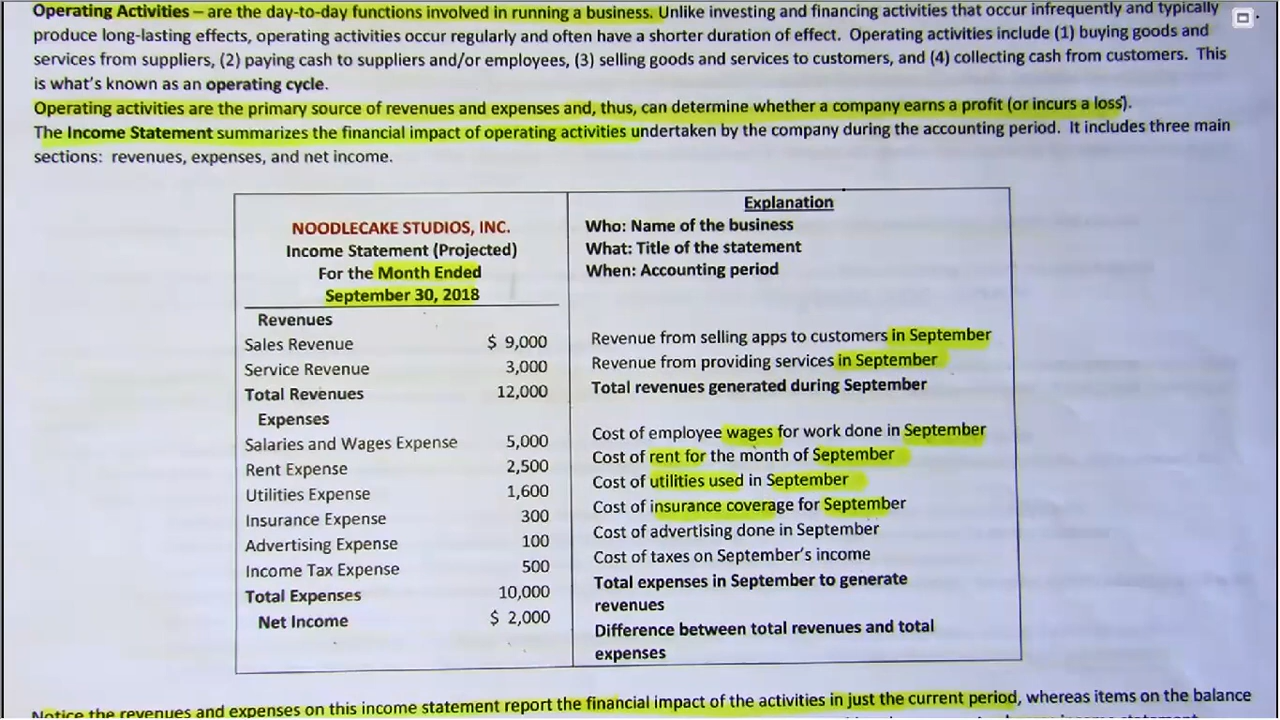 Operating Activities – are the day-to-day functions involved in running a business. Unlike investing and financing activities that occur infrequently and typically
produce long-lasting effects, operating activities occur regularly and often have a shorter duration of effect. Operating activities include (1) buying goods and
services from suppliers, (2) paying cash to suppliers and/or employees, (3) selling goods and services to customers, and (4) collecting cash from customers. This
is what's known as an operating cycle.
Operating activities are the primary source of revenues and expenses and, thus, can determine whether a company earns a profit (or incurs a loss).
The Income Statement summarizes the financial impact of operating activities undertaken by the company during the accounting period. It includes three main
sections: revenues, expenses, and net income.
NOODLECAKE STUDIOS, INC.
Income Statement (Projected)
For the Month Ended
September 30, 2018
Revenues
Sales Revenue $ 9,000
Service Revenue 3,000
Total Revenues 12,000
Expenses
Salaries and Wages Expense 5,000
Rent Expense 2,500
Utilities Expense 1,600
Insurance Expense 300
Advertising Expense 100
Income Tax Expense 500
Total Expenses 10,000
Net Income $ 2,000
Explanation
Who: Name of the business
What: Title of the statement
When: Accounting period
Revenue from selling apps to customers in September
Revenue from providing services in September
Total revenues generated during September
Cost of employee wages for work done in September
Cost of rent for the month of September
Cost of utilities used in September
Cost of insurance coverage for September
Cost of advertising done in September
Cost of taxes on September's income
Total expenses in September to generate
revenues
Difference between total revenues and total
expenses
Notice the revenues and expenses on this income statement report the financial impact of the activities in just the current period, whereas items on the balance